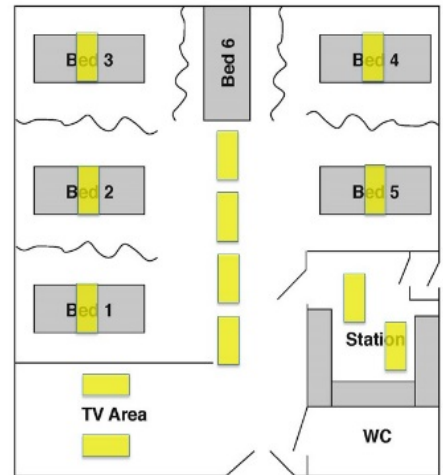 Bed 3
Bed 6
Bed 4
Bed 2
Bed 5
Bed 1
Station
TV Area
WC